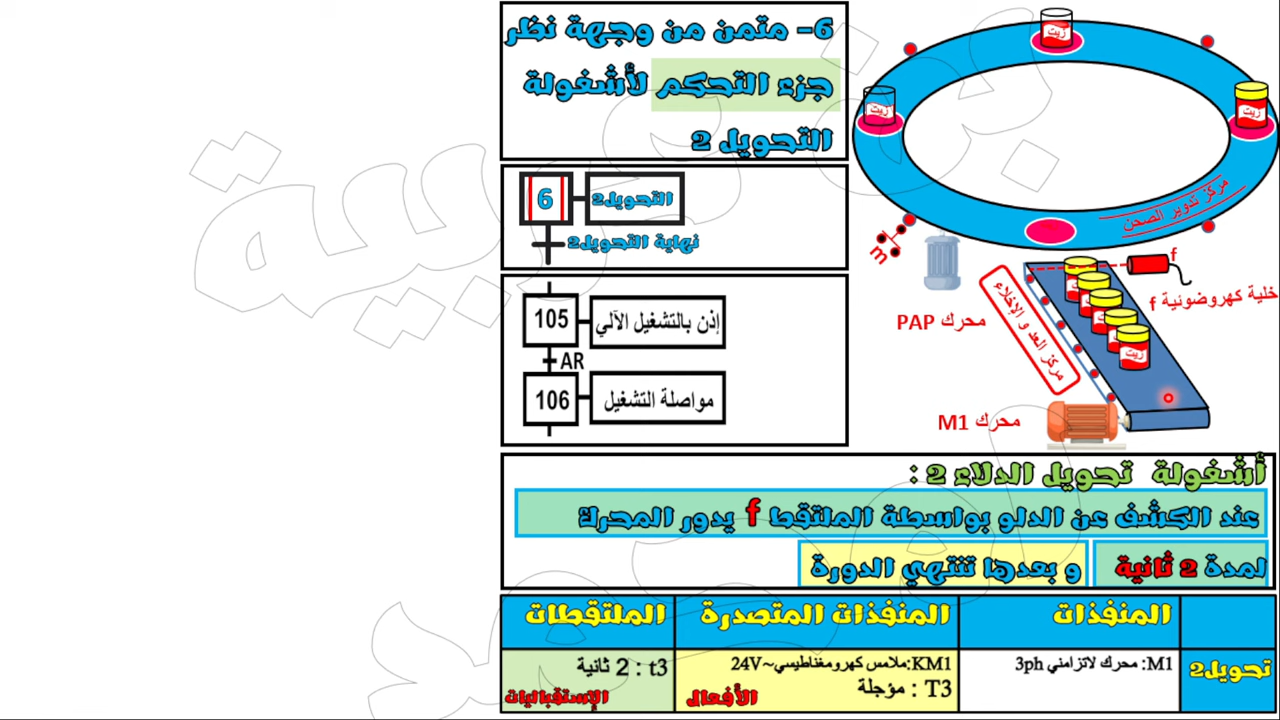 6- متمن من وجهة نظر
جزء التحكم لأشغولة
التحويل 2
6
التحويل2
نهاية التحويل2
105
إذن بالتشغيل الآلي
AR
106
مواصلة التشغيل
زيت
زيت
زيت
مركز تدوير الصحن
m
f
خلية كهروضوئية f
محرك PAP
مركز العد و الإخلاء
زيت
محرك M1
أشغولة تحويل الدلاء 2 :
عند الكشف عن الدلو بواسطة الملتقط f يدور المحرك
لمدة 2 ثانية و بعدها تنتهي الدورة
المنفذات المنفذات المتصدرة الملتقطات
تحويل2
M1: محرك لاتزامني 3ph
KM1:ملامس كهرومغناطيسي~24V
T3 : مؤجلة
الأفعال
t3 : 2 ثانية
الإستقباليات